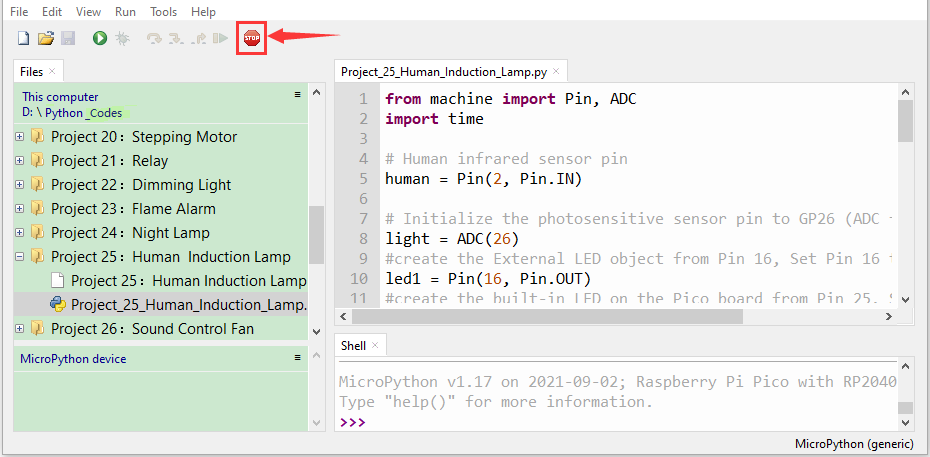 File Edit View Run Tools Help
STOP
Files
This computer
D: \ Python _Codes
Project 20：Stepping Motor
Project 21：Relay
Project 22：Dimming Light
Project 23：Flame Alarm
Project 24：Night Lamp
Project 25：Human Induction Lamp
Project 25：Human Induction Lamp
Project_25_Human_Induction_Lamp.
Project 26：Sound Control Fan
MicroPython device
Project_25_Human_Induction_Lamp.py
1 from machine import Pin, ADC
2 import time
3
4 # Human infrared sensor pin
5 human = Pin(2, Pin.IN)
6
7 # Initialize the photosensitive sensor pin to GP26 (ADC
8 light = ADC(26)
9 #create the External LED object from Pin 16, Set Pin 16
10 led1 = Pin(16, Pin.OUT)
11 #create the built-in LED on the Pico board from Pin 25,
Shell
MicroPython v1.17 on 2021-09-02; Raspberry Pi Pico with RP2040
Type "help()" for more information.
>>>
MicroPython (generic)